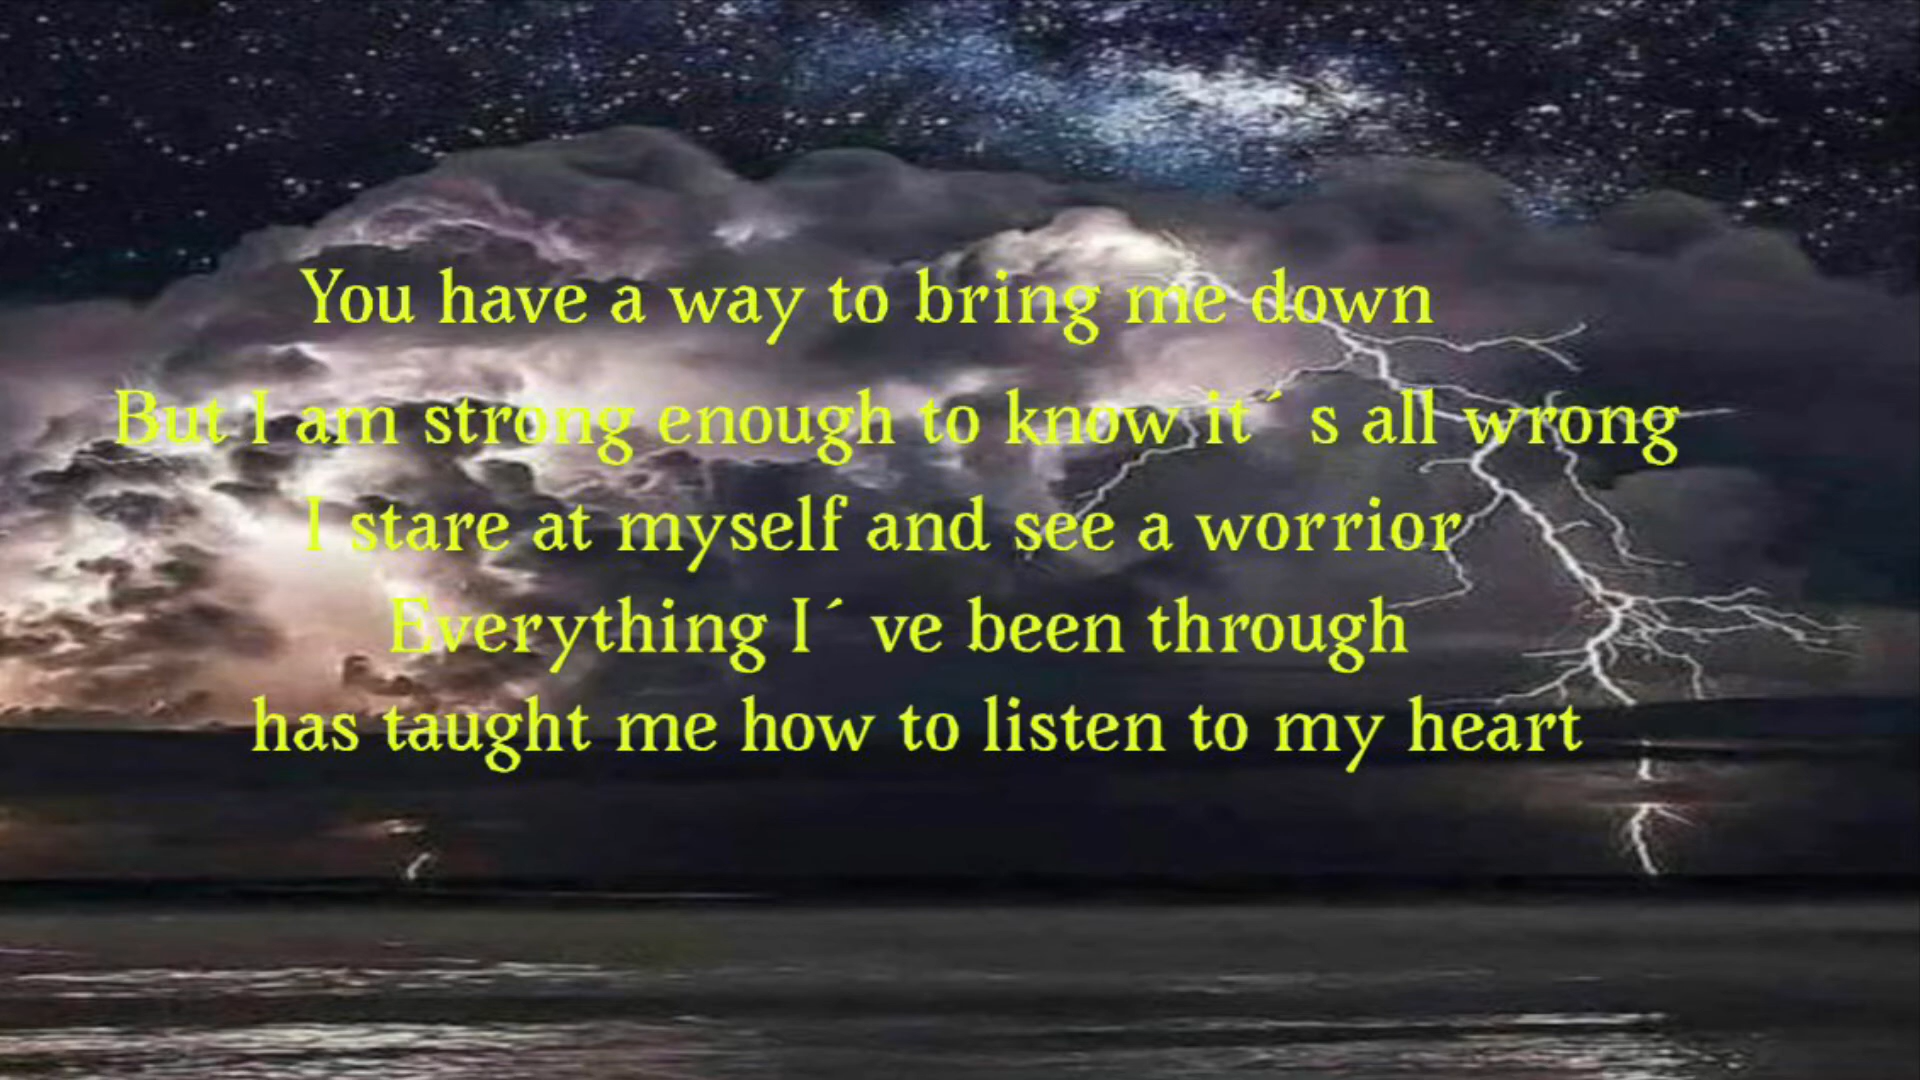 You have a way to bring me down
But I am strong enough to know it´ s all wrong
I stare at myself and see a worrior
Everything I´ ve been through
has taught me how to listen to my heart